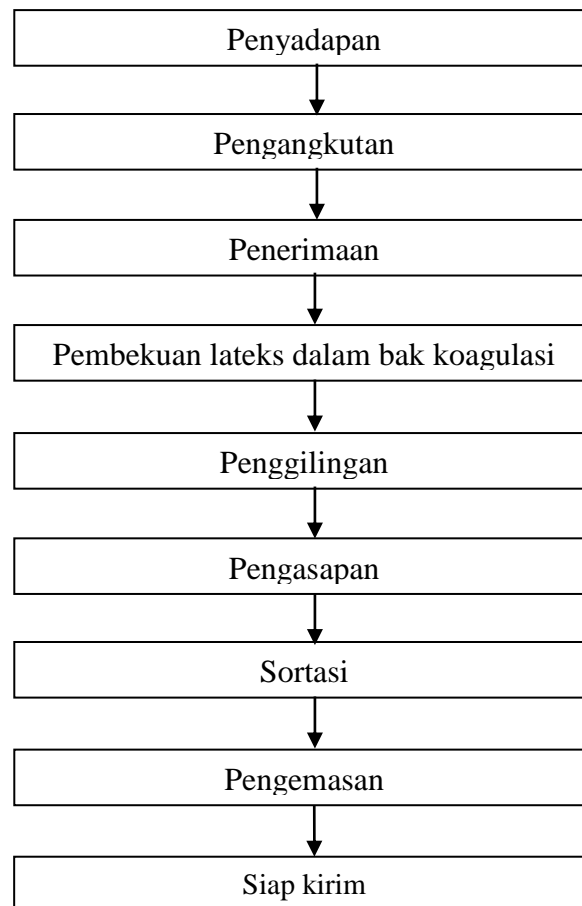 Penyadapan
Pengangkutan
Penerimaan
Pembekuan lateks dalam bak koagulasi
Penggilingan
Pengasapan
Sortasi
Pengemasan
Siap kirim